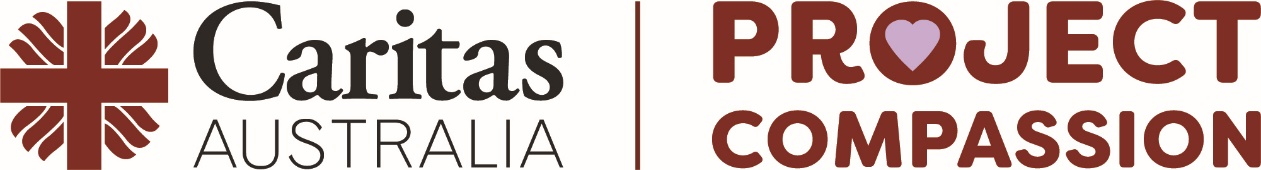 Caritas
AUSTRALIA
PROJECT
COMPASSION